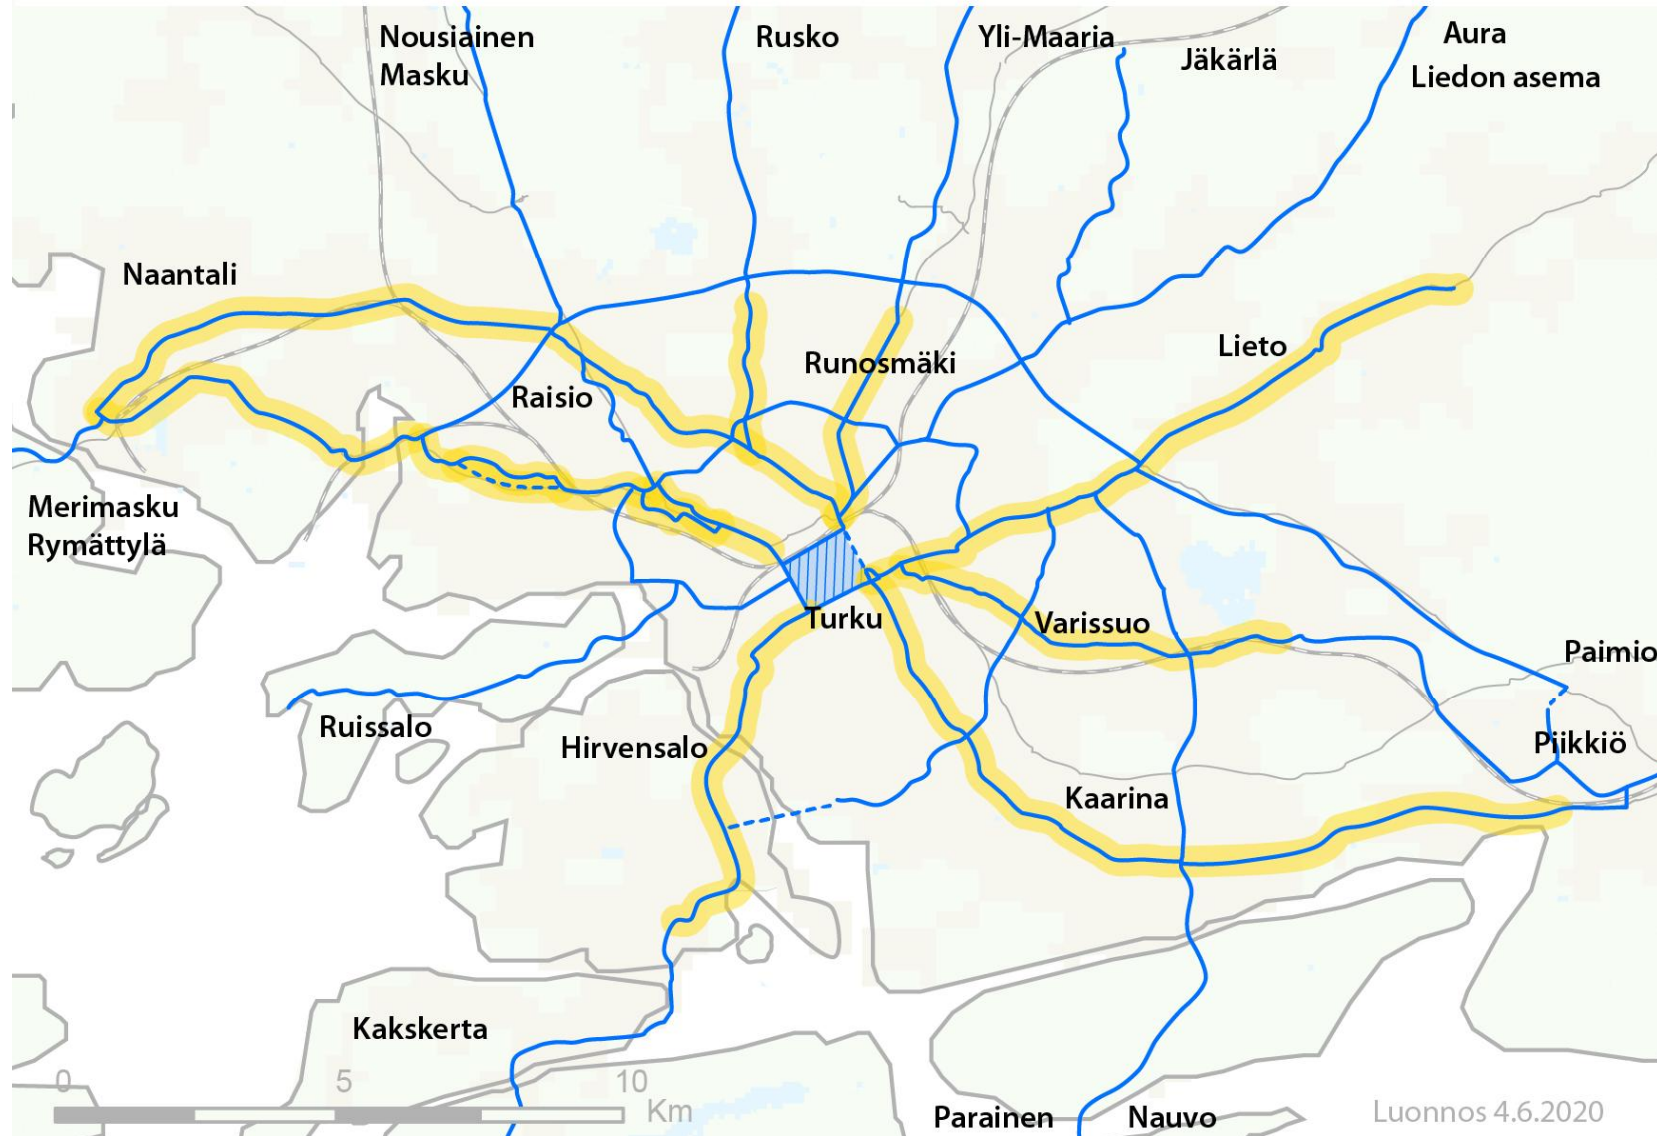 Nousiainen
Masku
Rusko
Yli-Maaria
Jäkärlä
Aura
Liedon asema
Naantali
Raisio
Runosmäki
Lieto
Merimasku
Rymättylä
Turku
Varissuo
Paimio
Ruissalo
Hirvensalo
Piikkiö
Kaarina
Kakskerta
0 5 10
Km
Parainen
Nauvo
Luonnos 4.6.2020